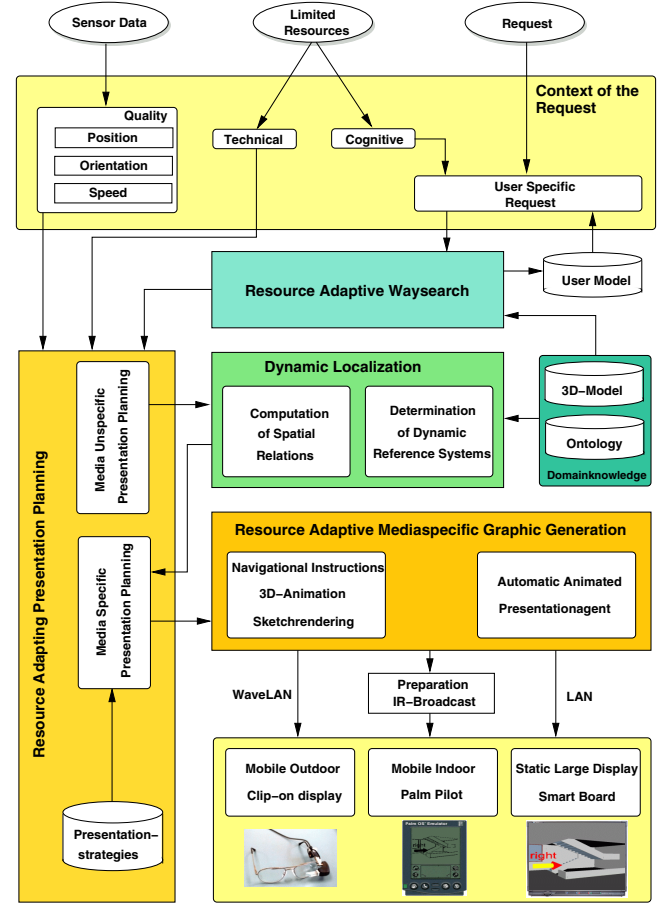 Sensor Data
Limited
Resources
Request
Context of the
Request
Quality
Position
Orientation
Speed
Technical
Cognitive
User Specific
Request
Resource Adaptive Waysearch
User Model
Dynamic Localization
Computation
of Spatial
Relations
Determination
of Dynamic
Reference Systems
3D–Model
Ontology
Domainknowledge
Resource Adapting Presentation Planning
Media Unspecific
Presentation Planning
Media Specific
Presentation Planning
Resource Adaptive Mediaspecific Graphic Generation
Navigational Instructions
3D–Animation
Sketchrendering
Automatic Animated
Presentationagent
WaveLAN
Preparation
IR–Broadcast
LAN
Mobile Outdoor
Clip–on display
Mobile Indoor
Palm Pilot
Static Large Display
Smart Board
Presentation–
strategies
Palm OS Simulator
right